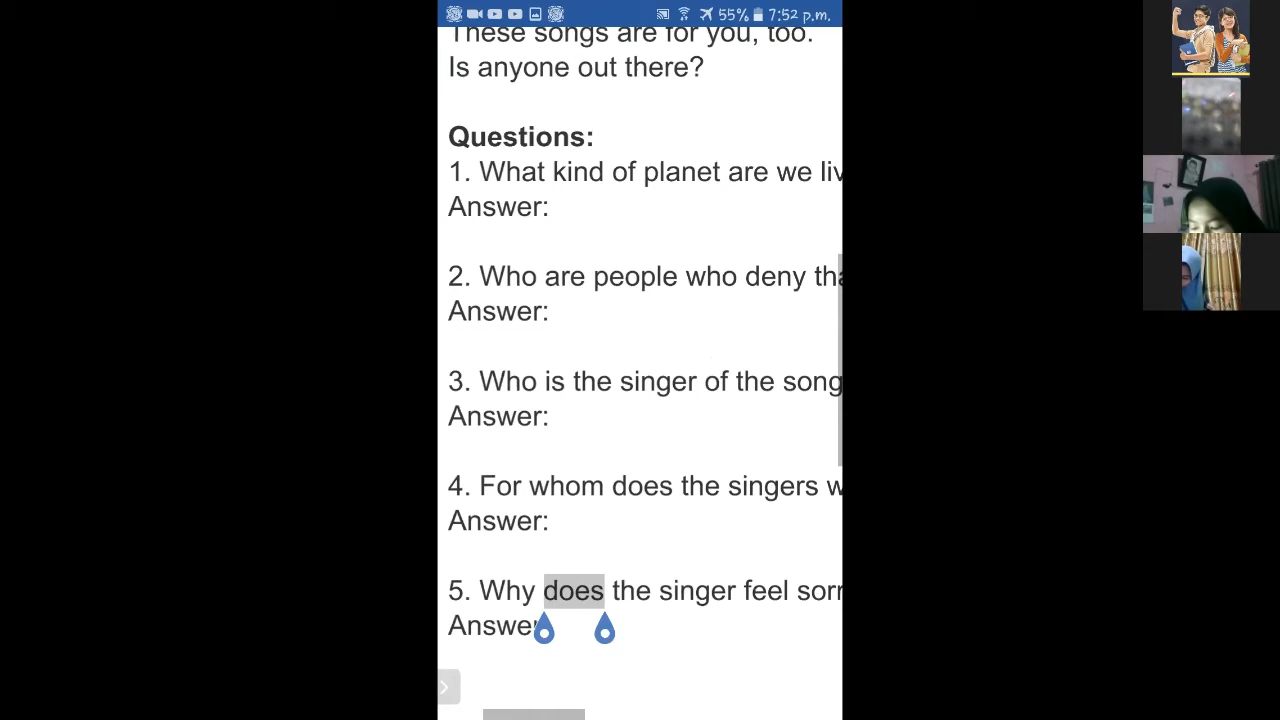 55% 7:52 p.m.
These songs are for you, too.
Is anyone out there?
Questions:
1. What kind of planet are we liv
Answer:
2. Who are people who deny tha
Answer:
3. Who is the singer of the song
Answer:
4. For whom does the singers w
Answer:
5. Why does the singer feel sorr
Answer